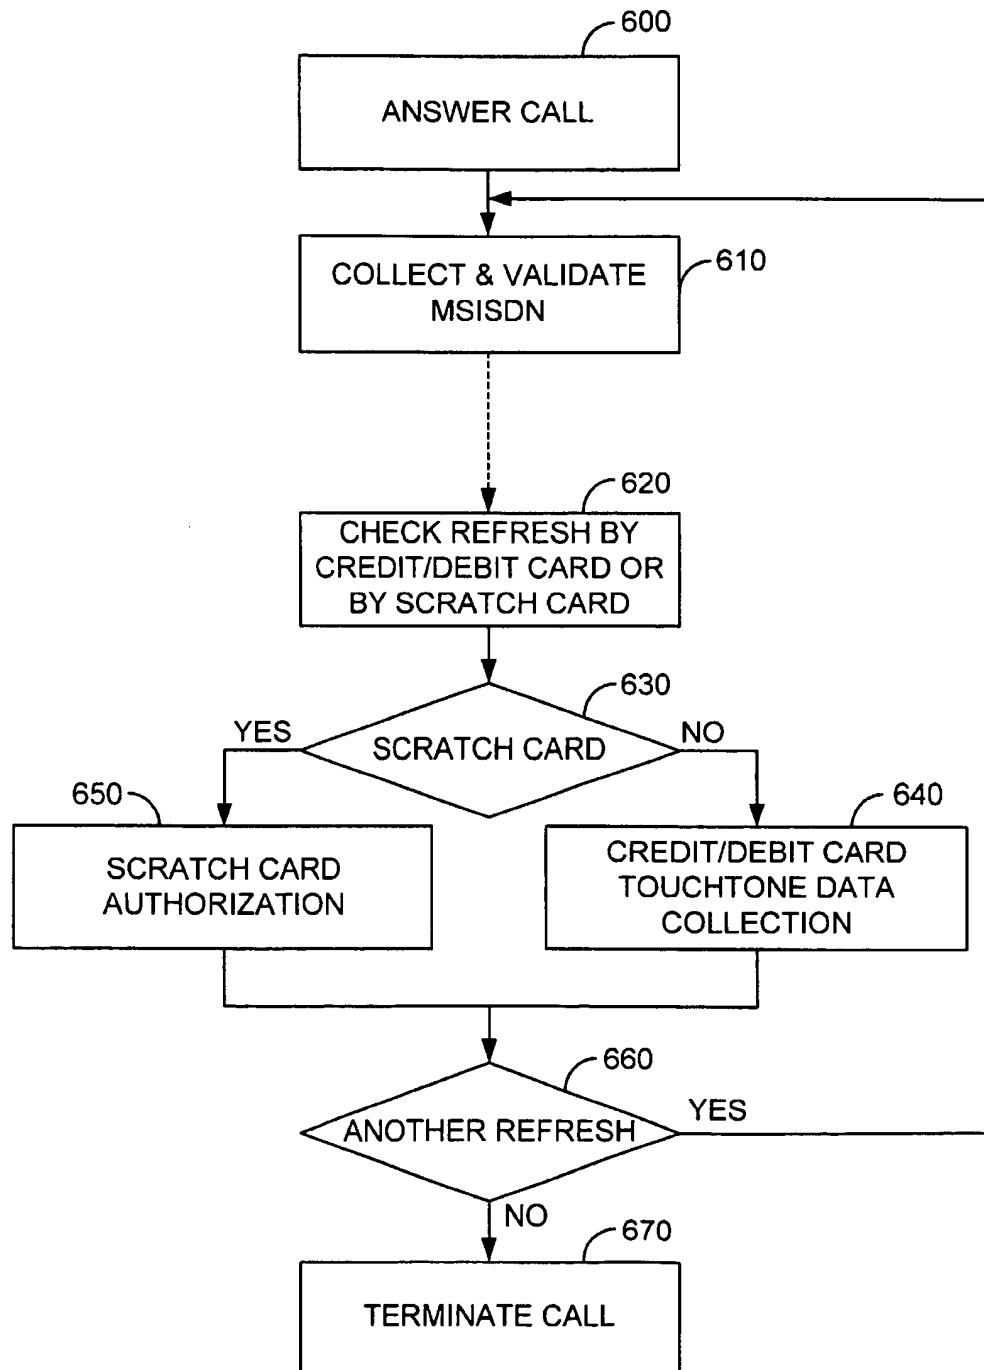 600
ANSWER CALL
610
COLLECT & VALIDATE
MSISDN
620
CHECK REFRESH BY
CREDIT/DEBIT CARD OR
BY SCRATCH CARD
630
YES
SCRATCH CARD
NO
650
640
SCRATCH CARD
AUTHORIZATION
CREDIT/DEBIT CARD
TOUCHTONE DATA
COLLECTION
660
ANOTHER REFRESH
YES
NO
670
TERMINATE CALL